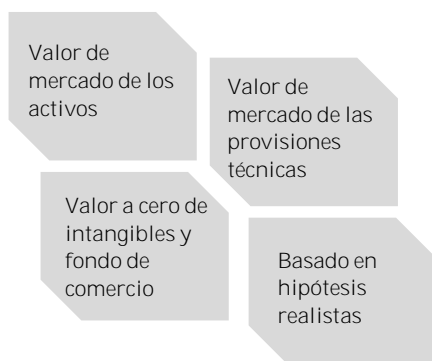 Valor de
mercado de los
activos
Valor de
mercado de las
provisiones
técnicas
Valor a cero de
intangibles y
fondo de
comercio
Basado en
hipótesis
realistas